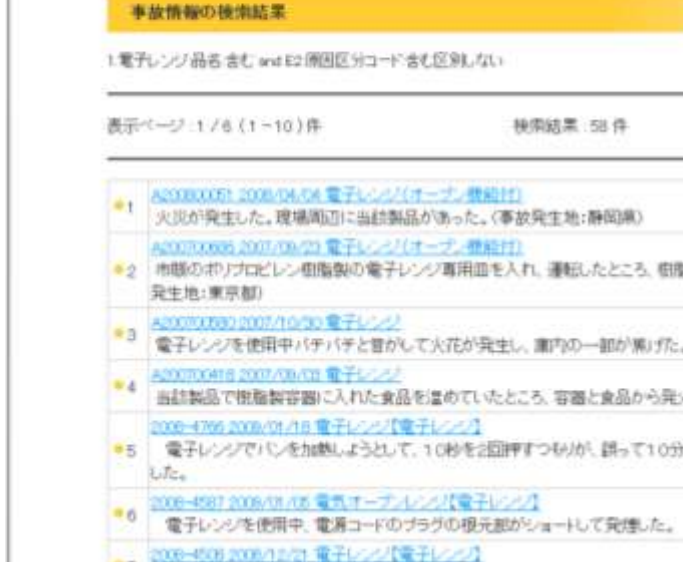 事故情報の検索結果
1.電子レンジ 品名 含む and E2 原因区分コード 含む 区別しない
表示ページ : 1 / 6 ( 1 - 10 ) 件
検索結果 : 58 件
1 A200800051 2008/04/04 電子レンジ(オーブン機能付)
火災が発生した。現場周辺に当該製品があった。(事故発生地:静岡県)
2 2007/09/23 電子レンジ(オーブン機能付)
市販のポリプロピレン樹脂製の電子レンジ専用皿を入れ、運転したところ、樹脂
発生地:東京都)
3 A200700580 2007/10/30 電子レンジ
電子レンジを使用中バチバチと音がして火花が発生し、庫内の一部が焦げた。
4 A200700416 2007/09/03 電子レンジ
当該製品で樹脂製容器に入れた食品を温めていたところ、容器と食品から発
5 2008-4766 2009/01/18 電子レンジ【電子レンジ】
電子レンジでパンを加熱しようとして、10秒を2回押すつもりが、誤って10分
した。
6 2008-4587 2009/01/05 電気オーブンレンジ【電子レンジ】
電子レンジを使用中、電源コードのプラグの根元部がショートして発煙した。
2008-4506 2008/12/21 電子レンジ【電子レンジ】